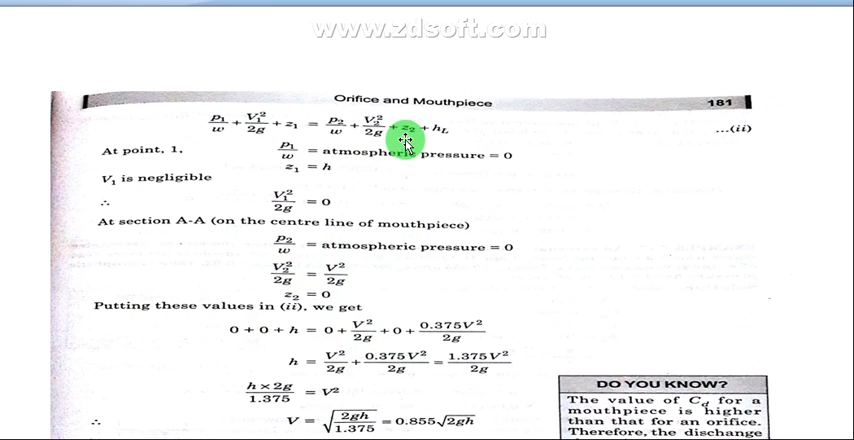 www.zdsoft.com
Orifice and Mouthpiece 181
p₁/w + V₁²/2g + z₁ = p₂/w + V₂²/2g + z₂ + h_L ...(ii)
At point, 1, p₁/w = atmospheric pressure = 0
z₁ = h
V₁ is negligible
∴ V₁²/2g = 0
At section A-A (on the centre line of mouthpiece)
p₂/w = atmospheric pressure = 0
V₂²/2g = V²/2g
z₂ = 0
Putting these values in (ii), we get
0 + 0 + h = 0 + V²/2g + 0 + 0.375V²/2g
h = V²/2g + 0.375V²/2g = 1.375V²/2g
h × 2g/1.375 = V²
∴ V = √(2gh/1.375) = 0.855√2gh
DO YOU KNOW?
The value of C_d for a
mouthpiece is higher
than that for an orifice.
Therefore, the discharge